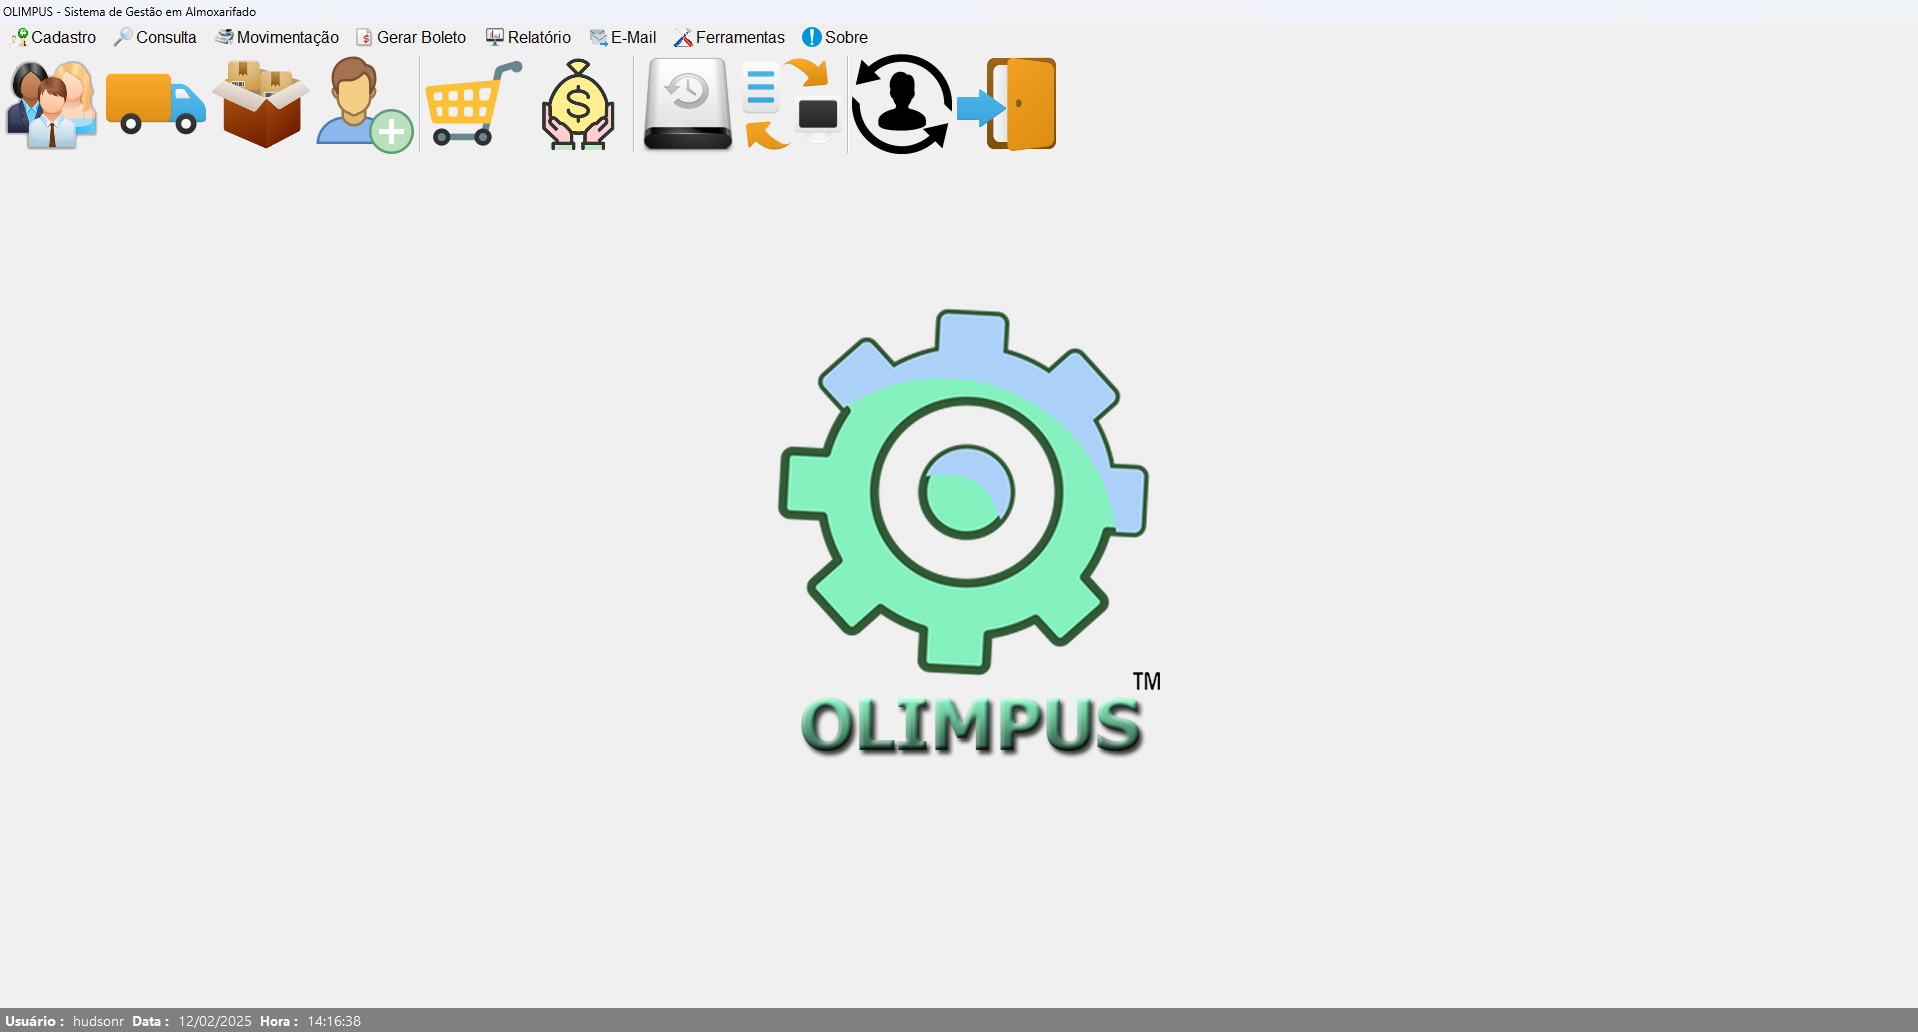 OLIMPUS - Sistema de Gestão em Almoxarifado
Cadastro Consulta Movimentação Gerar Boleto Relatório E-Mail Ferramentas Sobre
TM
OLIMPUS
Usuário : hudsonr Data : 12/02/2025 Hora : 14:16:38